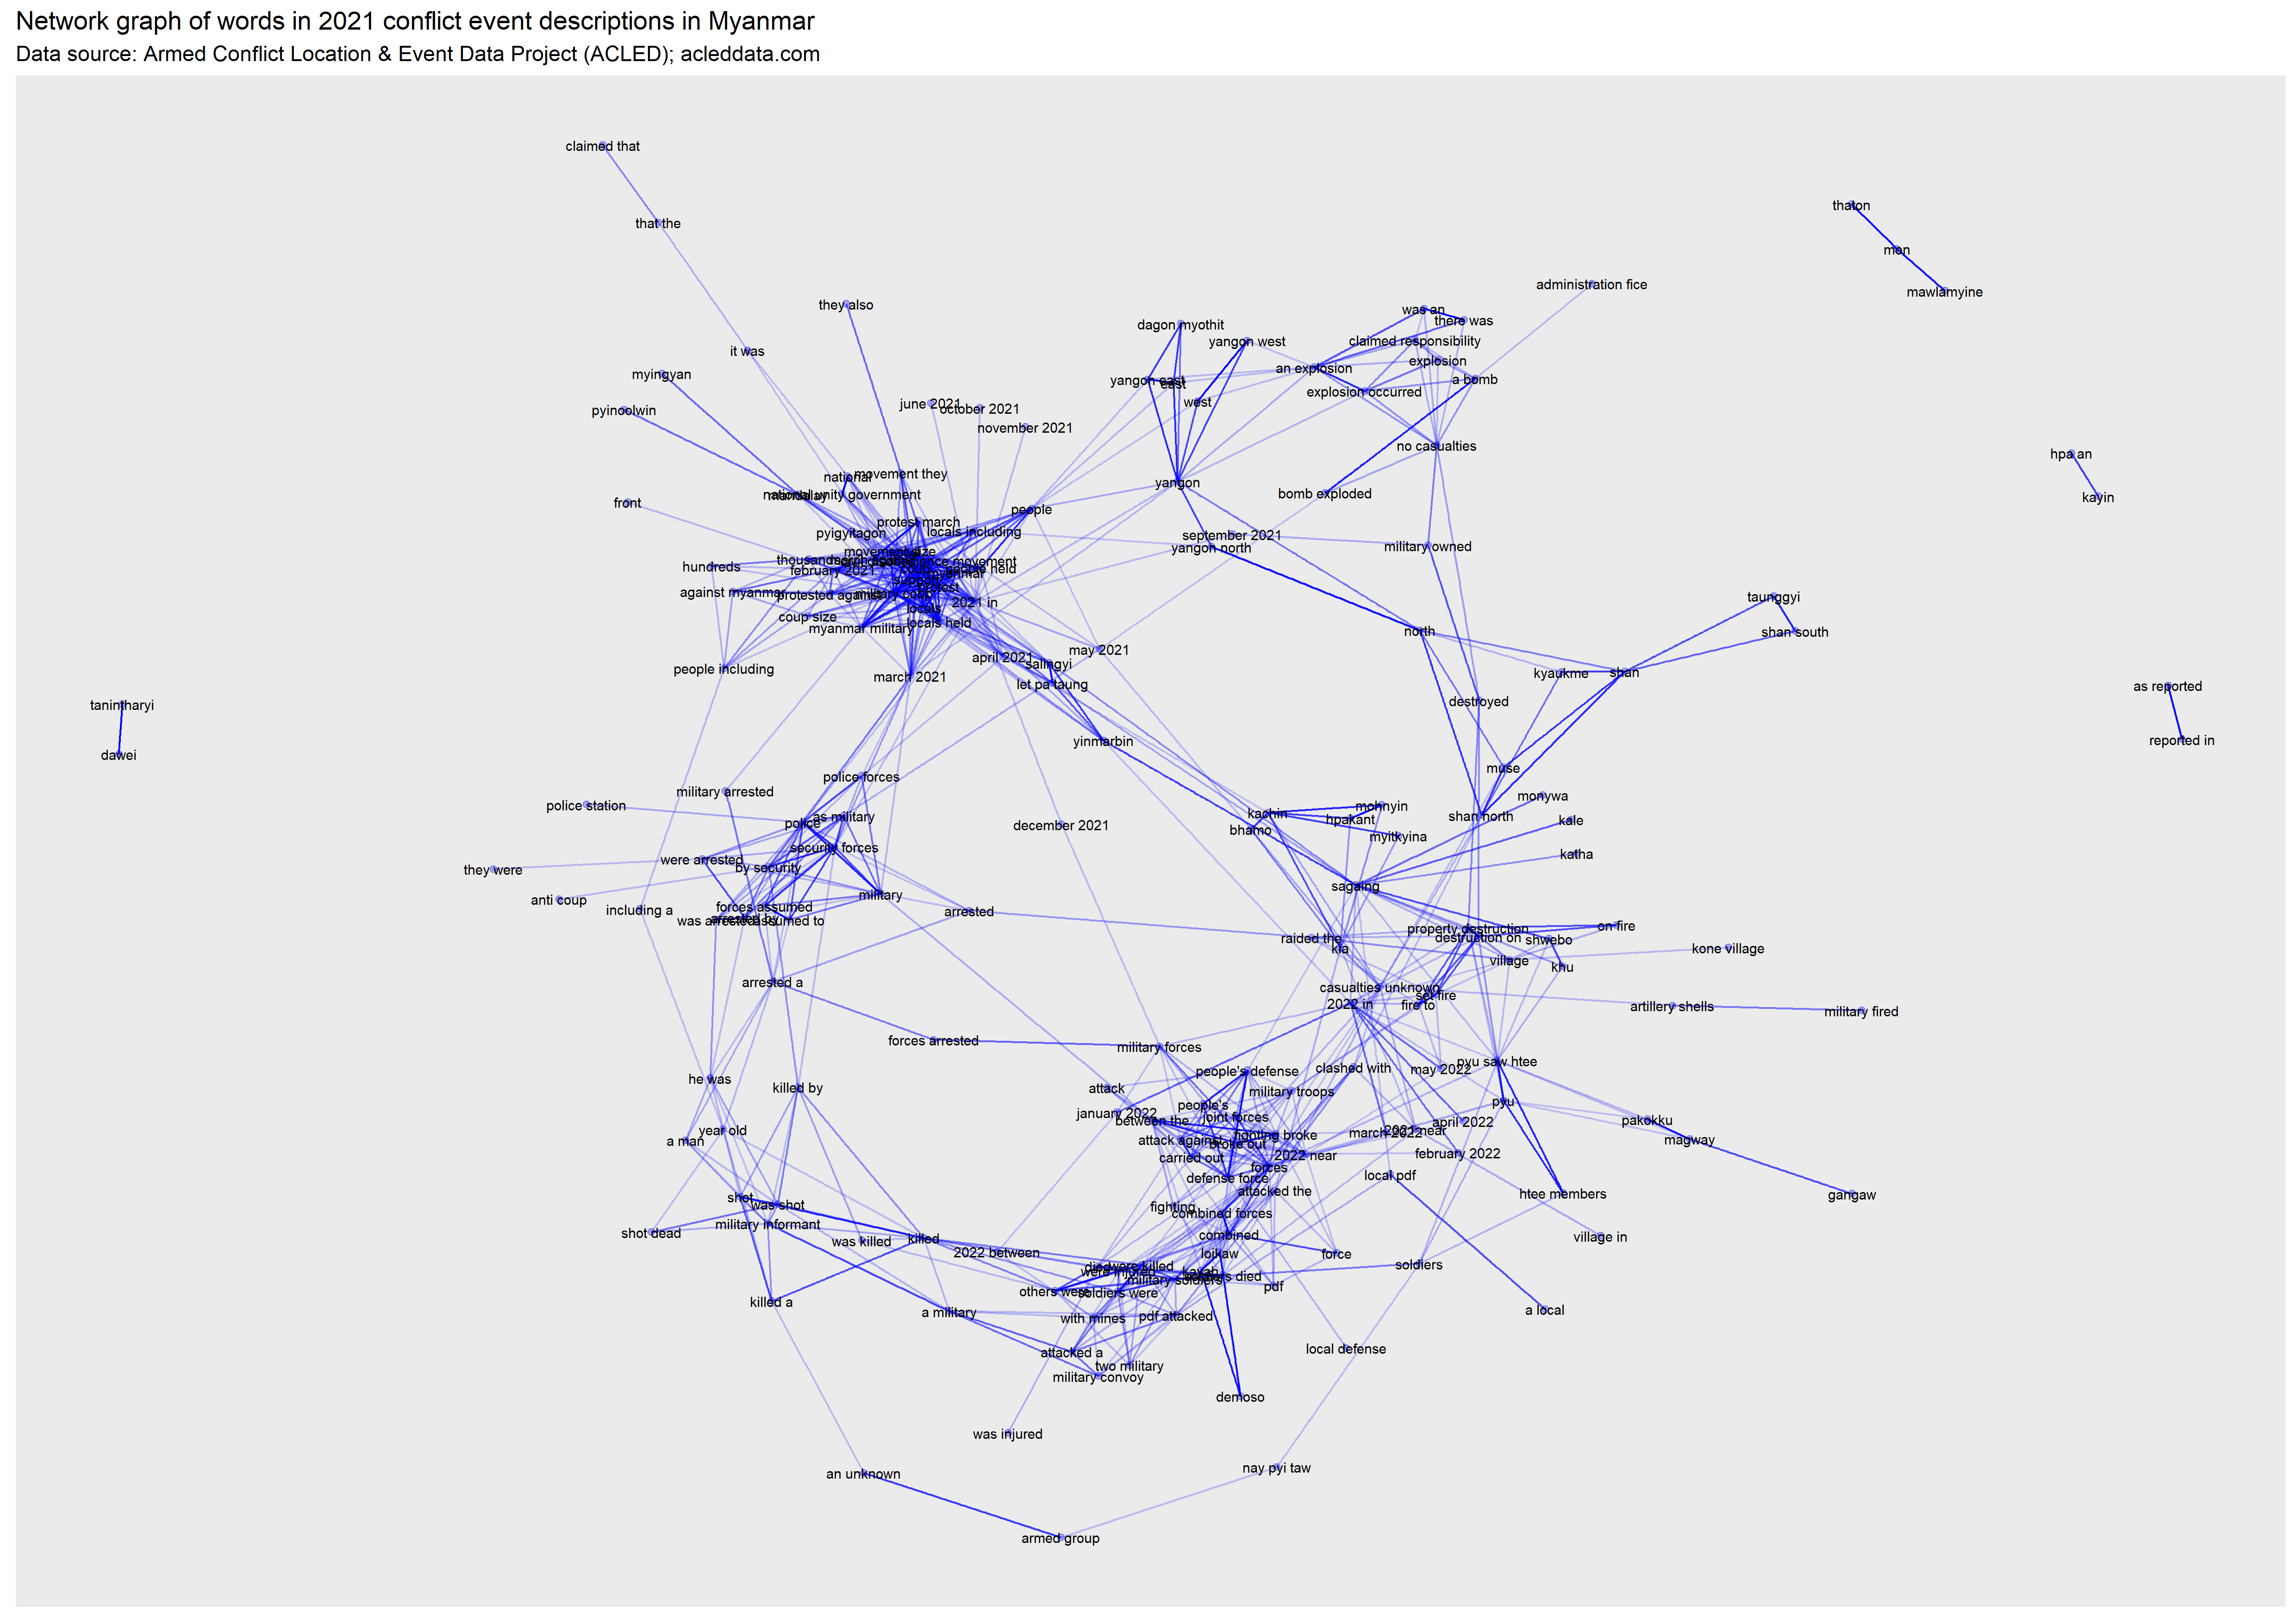 Network graph of words in 2021 conflict event descriptions in Myanmar
Data source: Armed Conflict Location & Event Data Project (ACLED); acleddata.com
claimed that
that the
thaton
mon
mawlamyine
administration fice
they also
was an
there was
dagon myothit
yangon west
claimed responsibility
it was
explosion
an explosion
a bomb
myingyan
yangon east
east
explosion occurred
pyinoolwin
june 2021
october 2021
west
november 2021
no casualties
hpa an
kayin
national
movement they
yangon
national unity government
mandalay
bomb exploded
front
people
protest march
pyigyitagon
locals including
september 2021
yangon north
military owned
movement size
hundreds
february 2021
people held
myanmar
support
protest
against myanmar
protested against
military coup
2021 in
locals
taunggyi
coup size
myanmar military
locals held
north
shan south
may 2021
april 2021
salingyi
people including
march 2021
let pa taung
kyaukme
shan
as reported
tanintharyi
destroyed
yinmarbin
reported in
dawei
muse
police forces
military arrested
monywa
police station
mohnyin
kachin
as military
police
december 2021
hpakant
shan north
kale
bhamo
myitkyina
security forces
katha
were arrested
by security
they were
sagaing
military
anti coup
including a
forces assumed
arrested
was arrested
arrested by
assumed to
on fire
property destruction
raided the
destruction on
shwebo
kia
kone village
village
khu
arrested a
casualties unknown
set fire
2022 in
fire to
artillery shells
military fired
forces arrested
military forces
pyu saw htee
clashed with
may 2022
people's defense
he was
killed by
attack
military troops
pyu
people's
january 2022
joint forces
between the
april 2022
pakokku
year old
a man
fighting broke
march 2022
2021 near
attack against
broke out
magway
carried out
2022 near
february 2022
forces
defense force
local pdf
attacked the
htee members
gangaw
shot
was shot
fighting
combined forces
military informant
shot dead
combined
village in
was killed
killed
2022 between
loikaw
force
died
were killed
were injured
kayah
soldiers died
military soldiers
soldiers
others were
soldiers were
pdf
killed a
a military
with mines
pdf attacked
a local
attacked a
local defense
two military
military convoy
demoso
was injured
nay pyi taw
an unknown
armed group